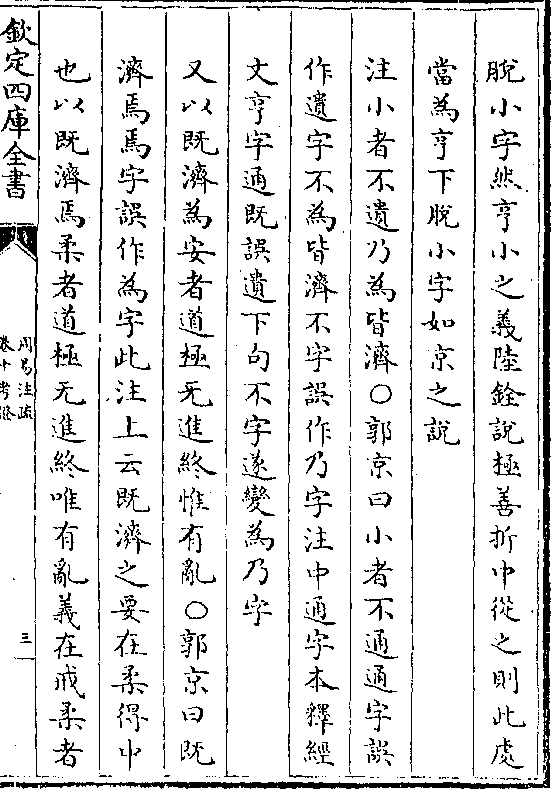 脫小字然亨小之義陸銓說極善折中從之則此處
當為亨下脫小字如京之說
注小者不遺乃為皆濟〇郭京曰小者不通通字誤
作遺字不為皆濟不字誤作乃字注中通字本釋經
文亨字通既誤遺下句不字遂變為乃字
又以既濟為安者道極无進終惟有亂〇郭京曰既
濟焉焉字誤作為字此注上云既濟之要在柔得中
也以既濟焉柔者道極无進終唯有亂義在戒柔者
欽定四庫全書
周易注疏
卷十考證
三